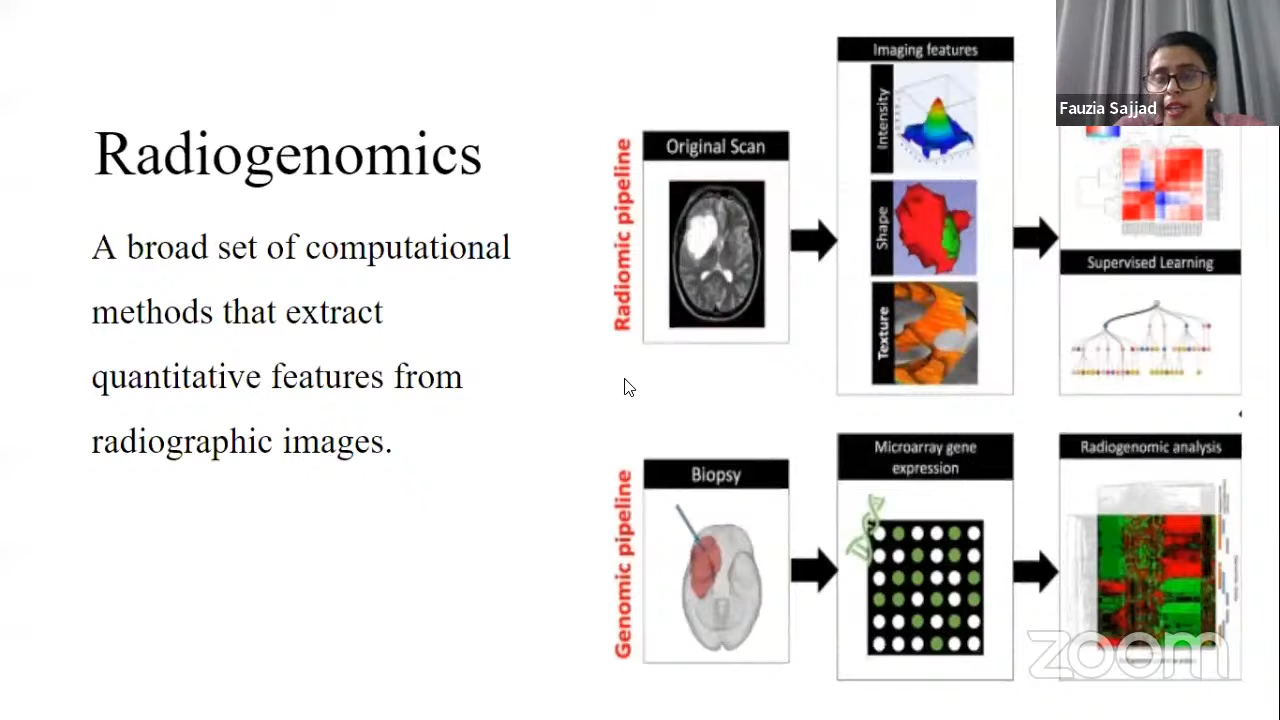 Radiogenomics
A broad set of computational
methods that extract
quantitative features from
radiographic images.
Radiomic pipeline
Original Scan
Imaging features
Intensity
Shape
Texture
Fauzia Sajjad
Supervised Learning
Genomic pipeline
Biopsy
Microarray gene
expression
Radiogenomic analysis
zoom